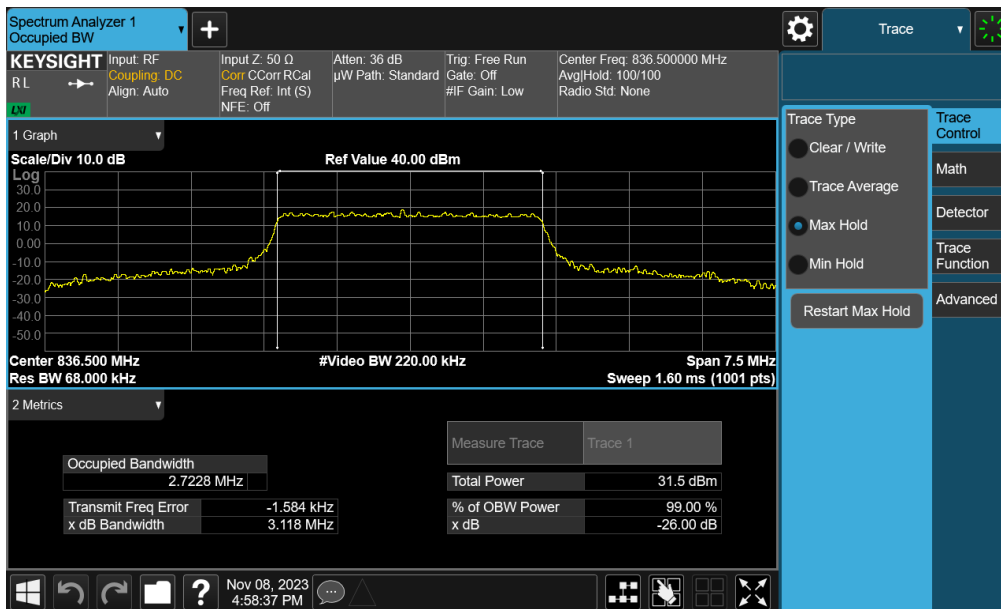 Spectrum Analyzer 1
Occupied BW
Trace
KEYSIGHT
R L
LXI
Input: RF
Coupling: DC
Align: Auto
Input Z: 50 Ω
Corr CCorr RCal
Freq Ref: Int (S)
NFE: Off
Atten: 36 dB
µW Path: Standard
Trig: Free Run
Gate: Off
#IF Gain: Low
Center Freq: 836.500000 MHz
Avg|Hold: 100/100
Radio Std: None
1 Graph
Scale/Div 10.0 dB
Ref Value 40.00 dBm
Log
30.0
20.0
10.0
0.00
-10.0
-20.0
-30.0
-40.0
-50.0
Center 836.500 MHz
#Video BW 220.00 kHz
Span 7.5 MHz
Res BW 68.000 kHz
Sweep 1.60 ms (1001 pts)
2 Metrics
Measure Trace
Trace 1
Occupied Bandwidth
2.7228 MHz
Total Power
31.5 dBm
Transmit Freq Error
-1.584 kHz
% of OBW Power
99.00 %
x dB Bandwidth
3.118 MHz
x dB
-26.00 dB
Trace Type
Clear / Write
Trace Average
Max Hold
Min Hold
Restart Max Hold
Trace
Control
Math
Detector
Trace
Function
Advanced
?
Nov 08, 2023
4:58:37 PM